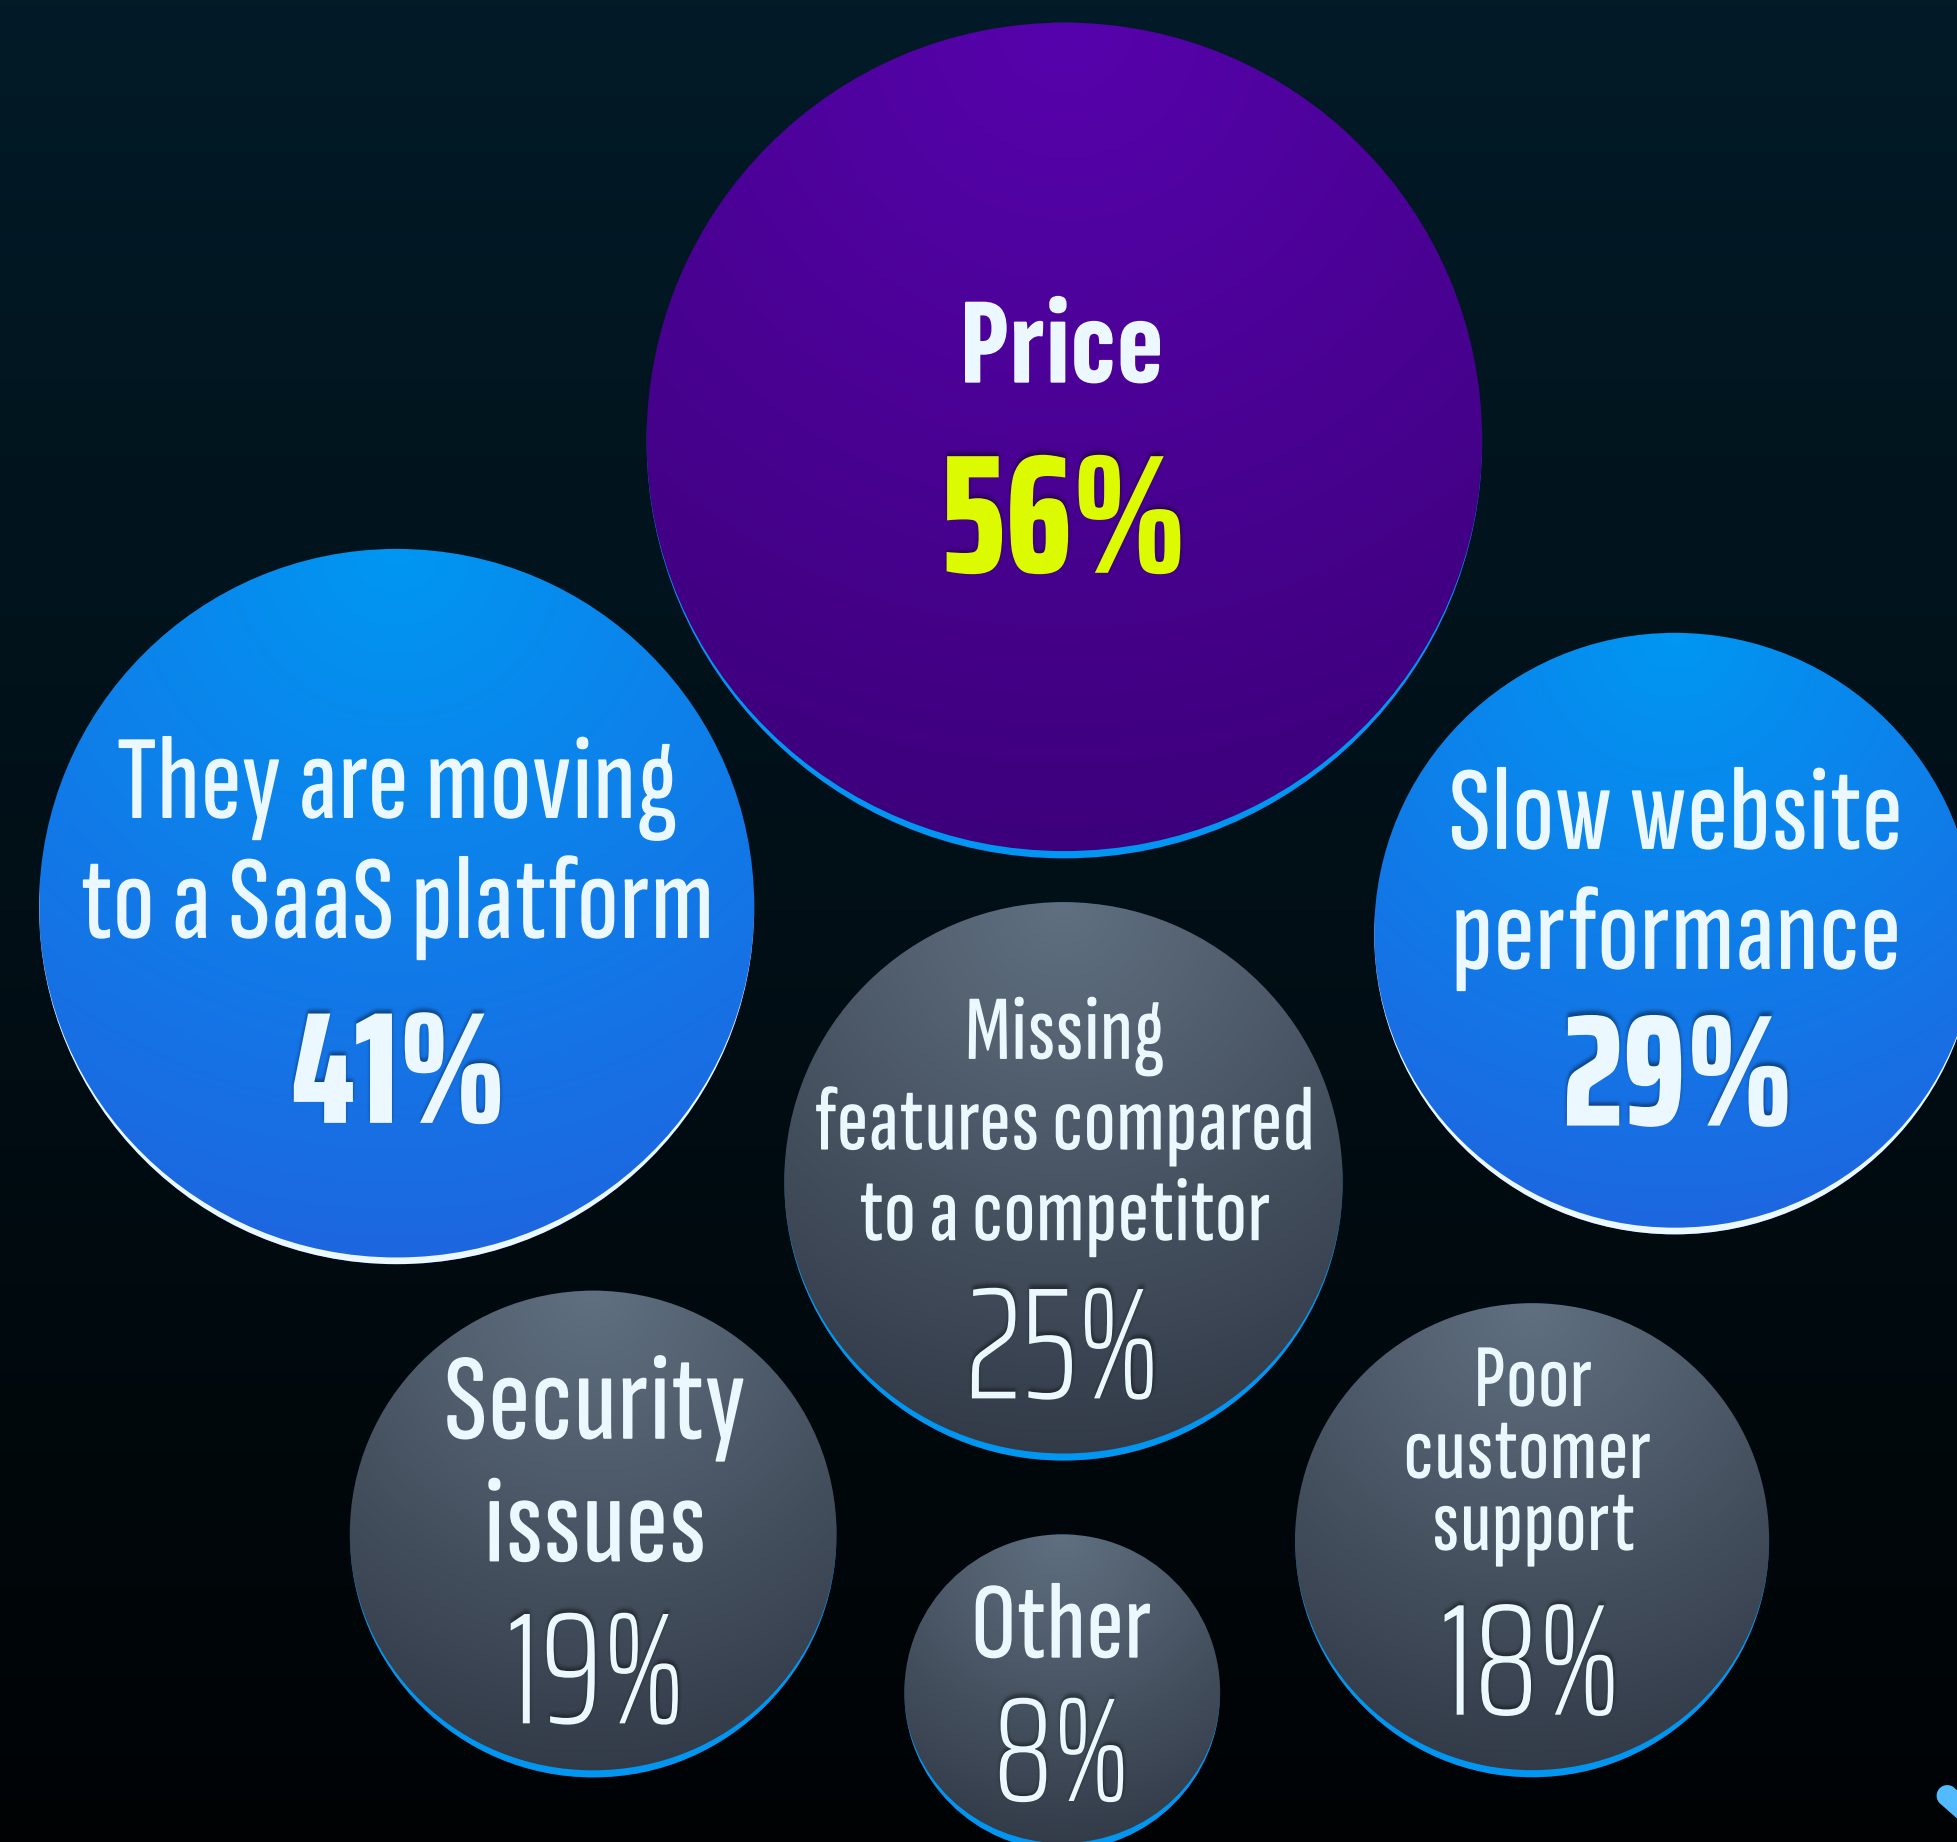 Price
56%
They are moving
to a SaaS platform
41%
Slow website
performance
29%
Missing
features compared
to a competitor
25%
Security
issues
19%
Poor
customer
support
18%
Other
8%